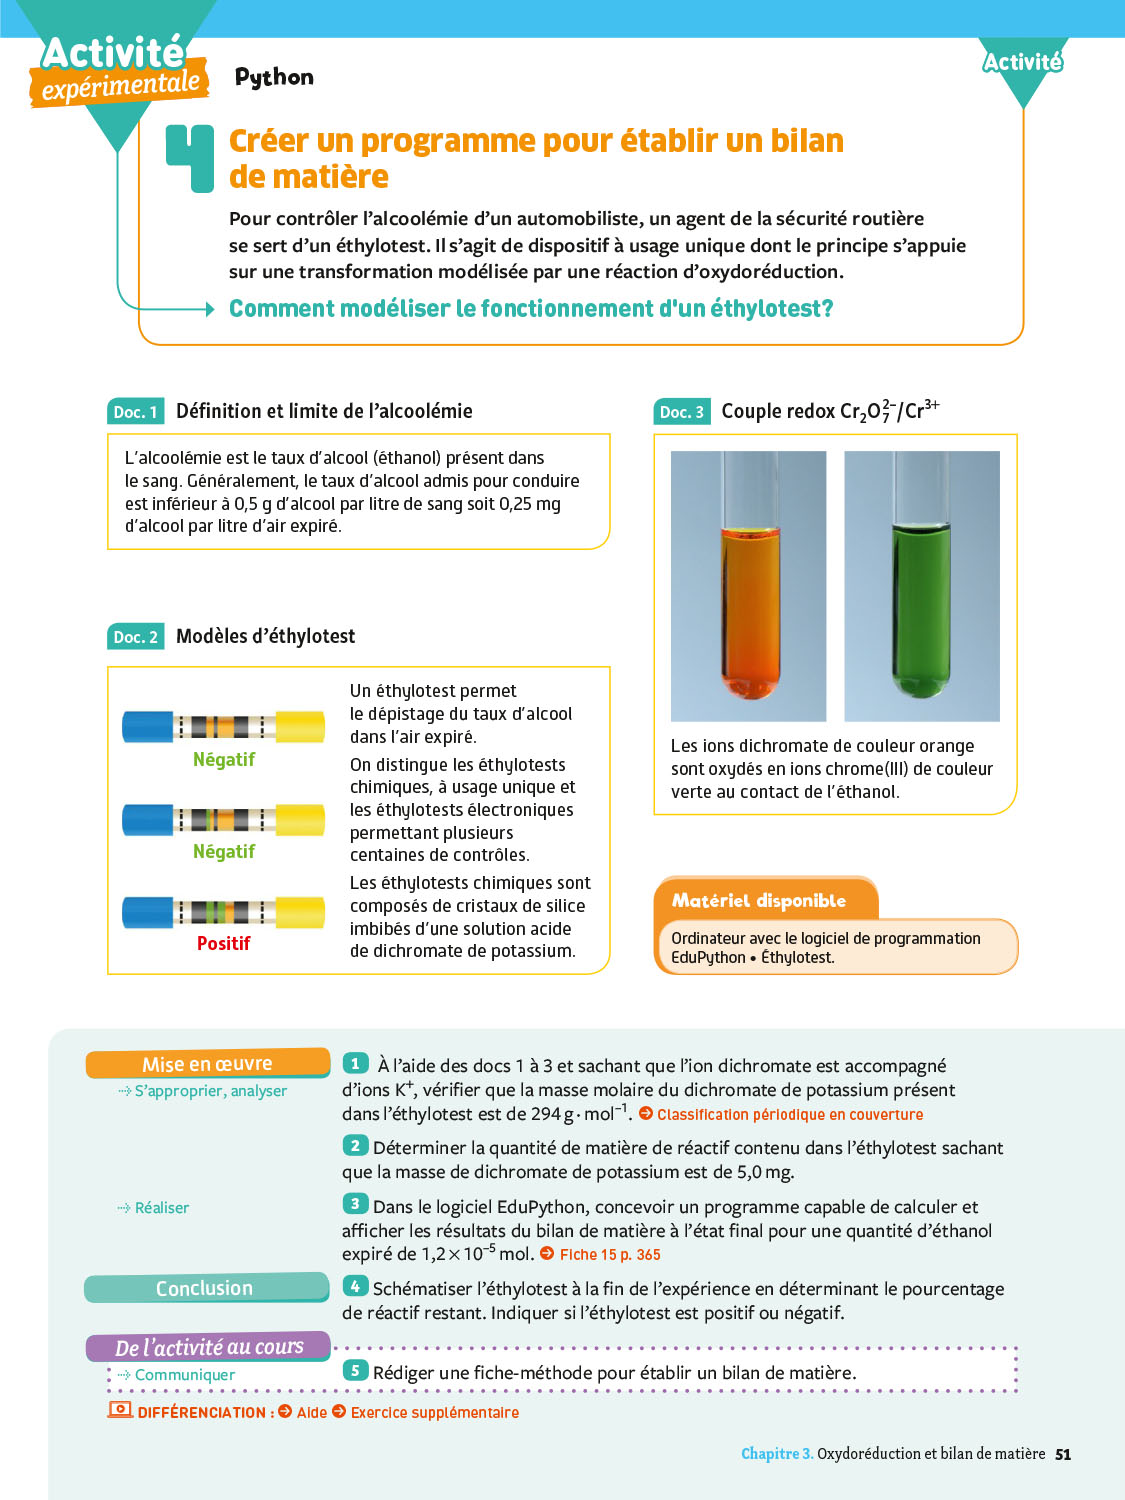 Activité
expérimentale
Python
Activité
4
Créer un programme pour établir un bilan
de matière
Pour contrôler l'alcoolémie d'un automobiliste, un agent de la sécurité routière
se sert d'un éthylotest. Il s'agit de dispositif à usage unique dont le principe s'appuie
sur une transformation modélisée par une réaction d'oxydoréduction.
Comment modéliser le fonctionnement d'un éthylotest?
Doc. 1 Définition et limite de l'alcoolémie
L'alcoolémie est le taux d'alcool (éthanol) présent dans
le sang. Généralement, le taux d'alcool admis pour conduire
est inférieur à 0,5 g d'alcool par litre de sang soit 0,25 mg
d'alcool par litre d'air expiré.
Doc. 2 Modèles d'éthylotest
Négatif
Négatif
Positif
Un éthylotest permet
le dépistage du taux d'alcool
dans l'air expiré.
On distingue les éthylotests
chimiques, à usage unique et
les éthylotests électroniques
permettant plusieurs
centaines de contrôles.
Les éthylotests chimiques sont
composés de cristaux de silice
imbibés d'une solution acide
de dichromate de potassium.
Doc. 3 Couple redox Cr₂O₇²⁻/Cr³⁺
Les ions dichromate de couleur orange
sont oxydés en ions chrome(III) de couleur
verte au contact de l'éthanol.
Matériel disponible
Ordinateur avec le logiciel de programmation
EduPython • Éthylotest.
Mise en œuvre
S'approprier, analyser
1 À l'aide des docs 1 à 3 et sachant que l'ion dichromate est accompagné
d'ions K⁺, vérifier que la masse molaire du dichromate de potassium présent
dans l'éthylotest est de 294 g · mol⁻¹. Classification périodique en couverture
2 Déterminer la quantité de matière de réactif contenu dans l'éthylotest sachant
que la masse de dichromate de potassium est de 5,0 mg.
Réaliser
3 Dans le logiciel EduPython, concevoir un programme capable de calculer et
afficher les résultats du bilan de matière à l'état final pour une quantité d'éthanol
expiré de 1,2 × 10⁻⁵ mol. Fiche 15 p. 365
Conclusion
4 Schématiser l'éthylotest à la fin de l'expérience en déterminant le pourcentage
de réactif restant. Indiquer si l'éthylotest est positif ou négatif.
De l'activité au cours
Communiquer
5 Rédiger une fiche-méthode pour établir un bilan de matière.
DIFFÉRENCIATION : Aide Exercice supplémentaire
Chapitre 3. Oxydoréduction et bilan de matière 51